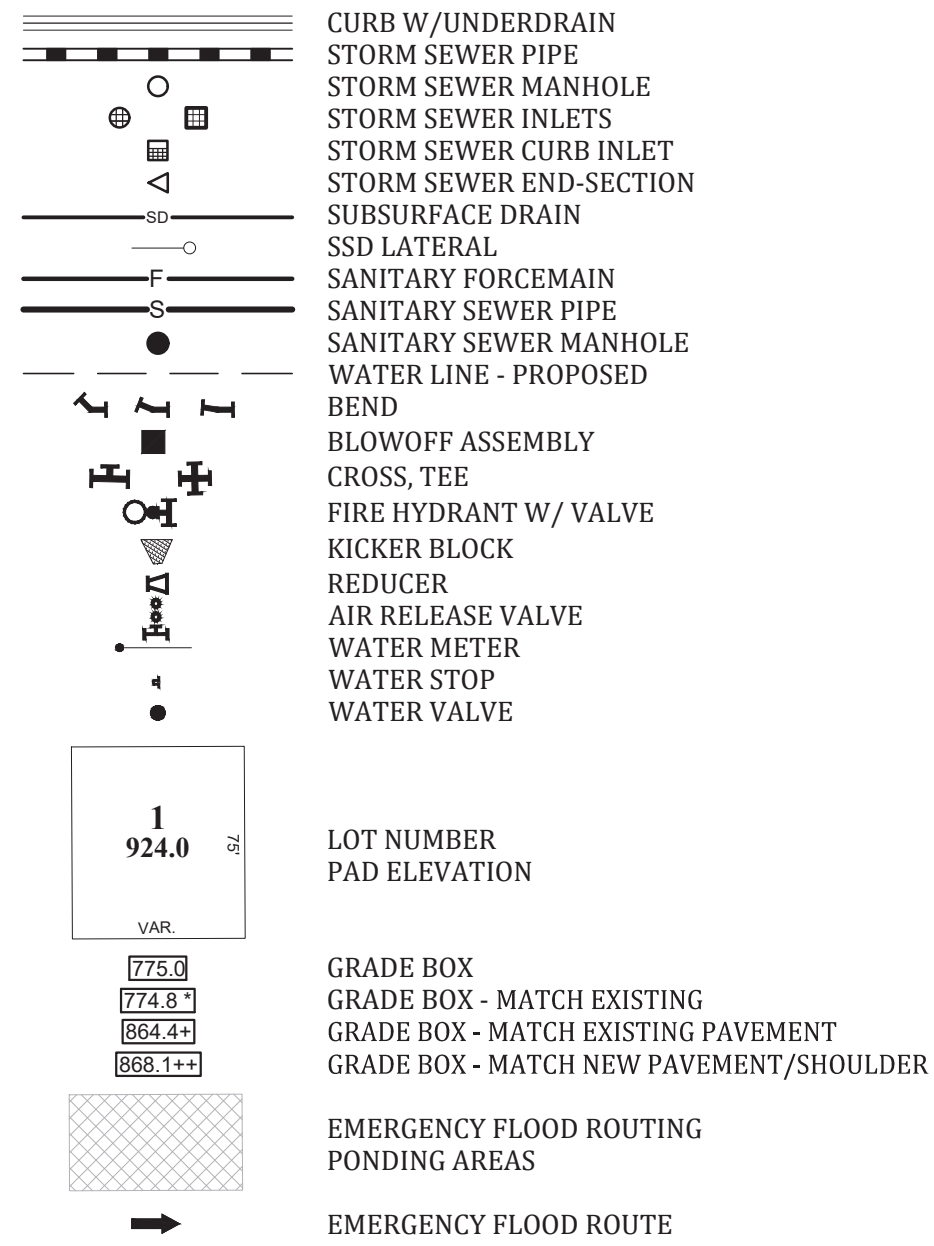 CURB W/UNDERDRAIN
STORM SEWER PIPE
STORM SEWER MANHOLE
STORM SEWER INLETS
STORM SEWER CURB INLET
STORM SEWER END-SECTION
SD SUBSURFACE DRAIN
SSD LATERAL
F SANITARY FORCEMAIN
S SANITARY SEWER PIPE
SANITARY SEWER MANHOLE
WATER LINE - PROPOSED
BEND
BLOWOFF ASSEMBLY
CROSS, TEE
FIRE HYDRANT W/ VALVE
KICKER BLOCK
REDUCER
AIR RELEASE VALVE
WATER METER
WATER STOP
WATER VALVE
1
924.0
75'
VAR.
LOT NUMBER
PAD ELEVATION
775.0 GRADE BOX
774.8 * GRADE BOX - MATCH EXISTING
864.4+ GRADE BOX - MATCH EXISTING PAVEMENT
868.1++ GRADE BOX - MATCH NEW PAVEMENT/SHOULDER
EMERGENCY FLOOD ROUTING
PONDING AREAS
EMERGENCY FLOOD ROUTE